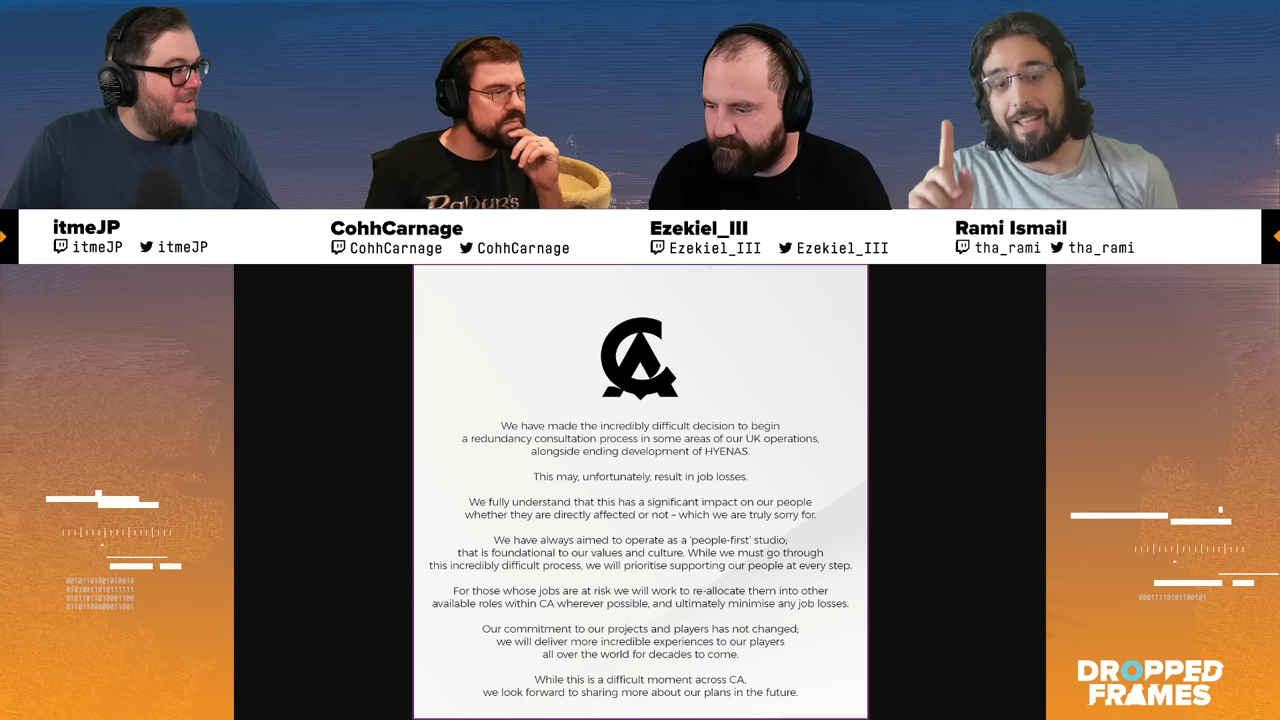 itmeJP
itmeJP itmeJP
CohhCarnage
CohhCarnage CohhCarnage
Ezekiel_III
Ezekiel_III Ezekiel_III
Rami Ismail
tha_rami tha_rami
CA
We have made the incredibly difficult decision to begin
a redundancy consultation process in some areas of our UK operations,
alongside ending development of HYENAS.
This may, unfortunately, result in job losses.
We fully understand that this has a significant impact on our people
whether they are directly affected or not – which we are truly sorry for.
We have always aimed to operate as a 'people-first' studio;
that is foundational to our values and culture. While we must go through
this incredibly difficult process, we will prioritise supporting our people at every step.
For those whose jobs are at risk we will work to re-allocate them into other
available roles within CA wherever possible, and ultimately minimise any job losses.
Our commitment to our projects and players has not changed;
we will deliver more incredible experiences to our players
all over the world for decades to come.
While this is a difficult moment across CA,
we look forward to sharing more about our plans in the future.
DROPPED
FRAMES